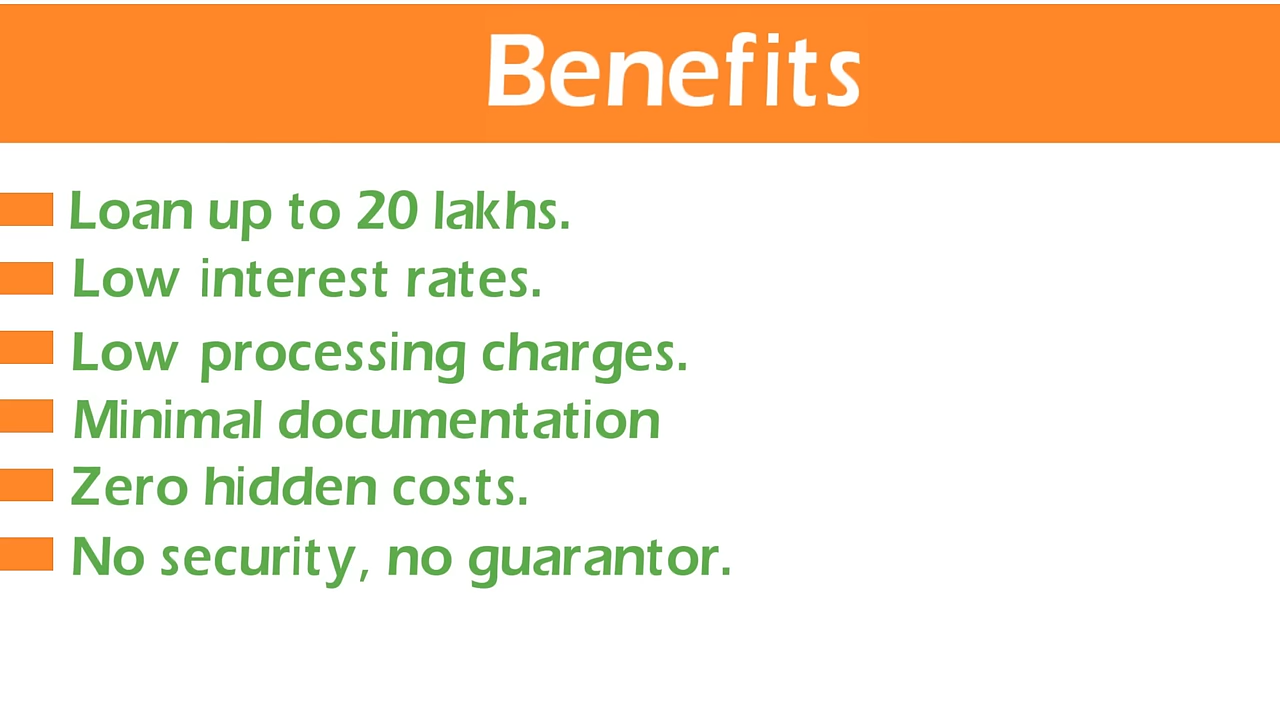 Benefits
Loan up to 20 lakhs.
Low interest rates.
Low processing charges.
Minimal documentation
Zero hidden costs.
No security, no guarantor.